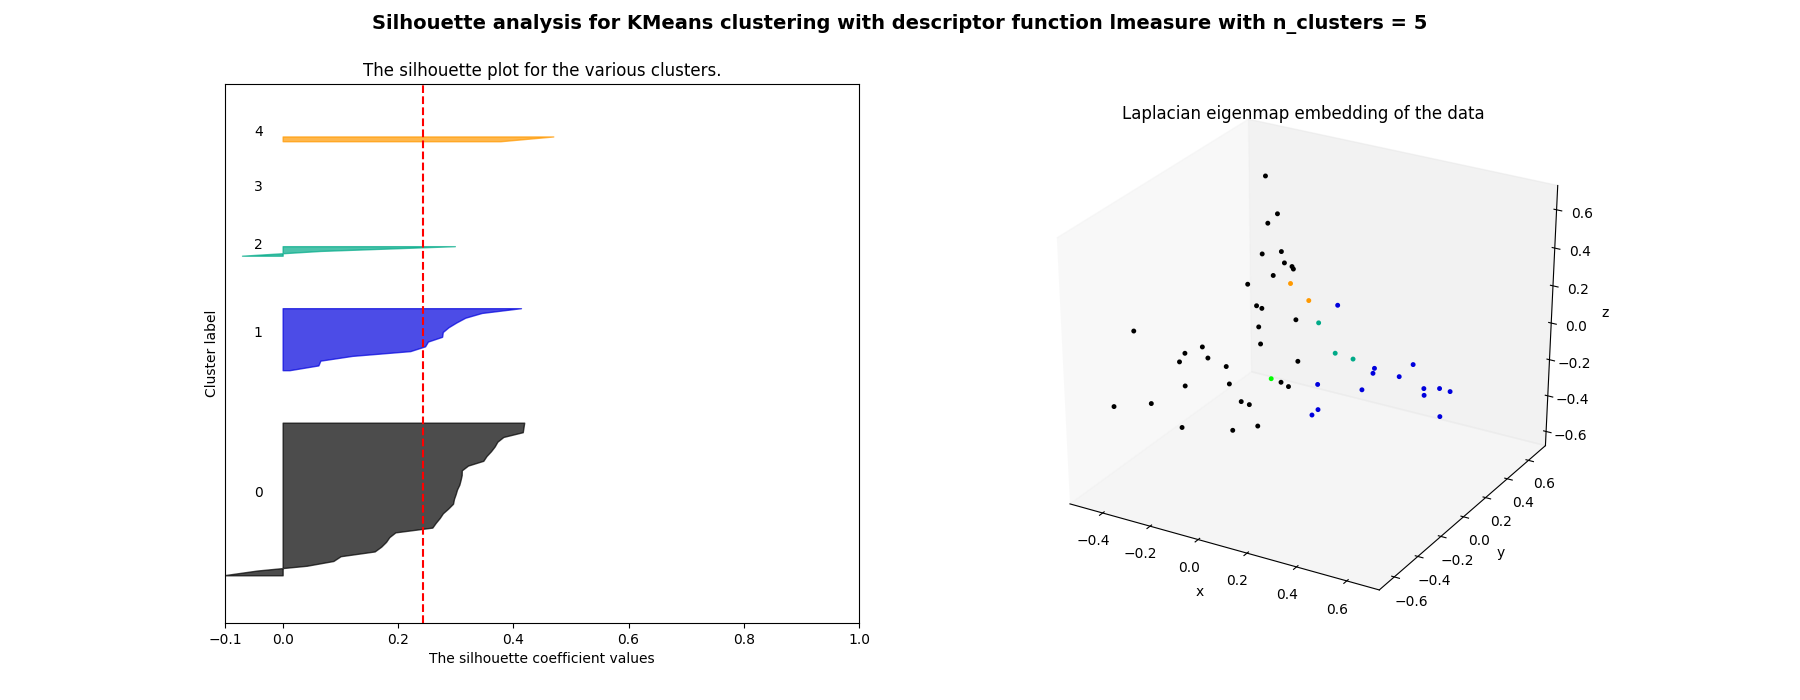 Silhouette analysis for KMeans clustering with descriptor function lmeasure with n_clusters = 5
The silhouette plot for the various clusters.
4
3
2
1
0
Cluster label
−0.1 0.0 0.2 0.4 0.6 0.8 1.0
The silhouette coefficient values
Laplacian eigenmap embedding of the data
0.6
0.4
0.2
0.0
−0.2
−0.4
−0.6
z
0.6
0.4
0.2
0.0
−0.2
−0.4
−0.6
y
−0.4
−0.2
0.0
0.2
0.4
0.6
x